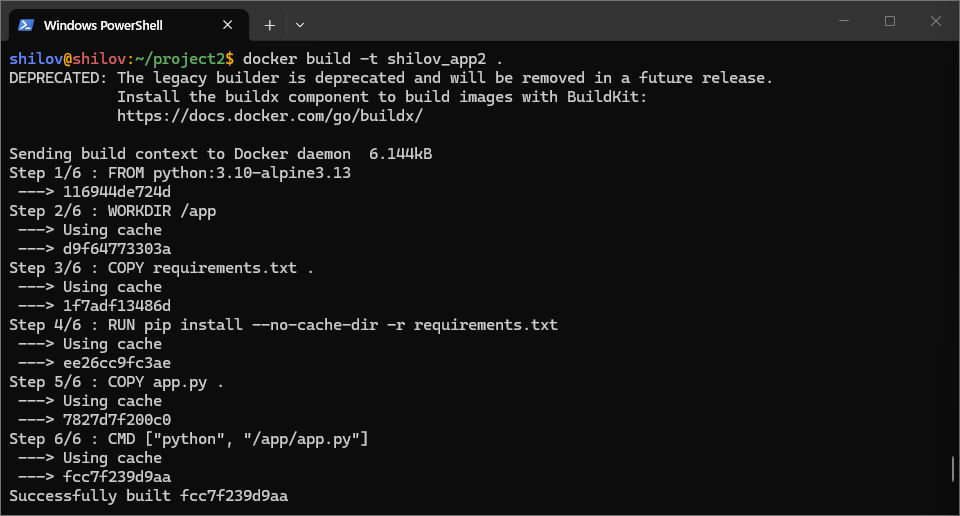 Windows PowerShell
shilov@shilov:~/project2$ docker build -t shilov_app2 .
DEPRECATED: The legacy builder is deprecated and will be removed in a future release.
            Install the buildx component to build images with BuildKit:
            https://docs.docker.com/go/buildx/

Sending build context to Docker daemon  6.144kB
Step 1/6 : FROM python:3.10-alpine3.13
 ---> 116944de724d
Step 2/6 : WORKDIR /app
 ---> Using cache
 ---> d9f64773303a
Step 3/6 : COPY requirements.txt .
 ---> Using cache
 ---> 1f7adf13486d
Step 4/6 : RUN pip install --no-cache-dir -r requirements.txt
 ---> Using cache
 ---> ee26cc9fc3ae
Step 5/6 : COPY app.py .
 ---> Using cache
 ---> 7827d7f200c0
Step 6/6 : CMD ["python", "/app/app.py"]
 ---> Using cache
 ---> fcc7f239d9aa
Successfully built fcc7f239d9aa